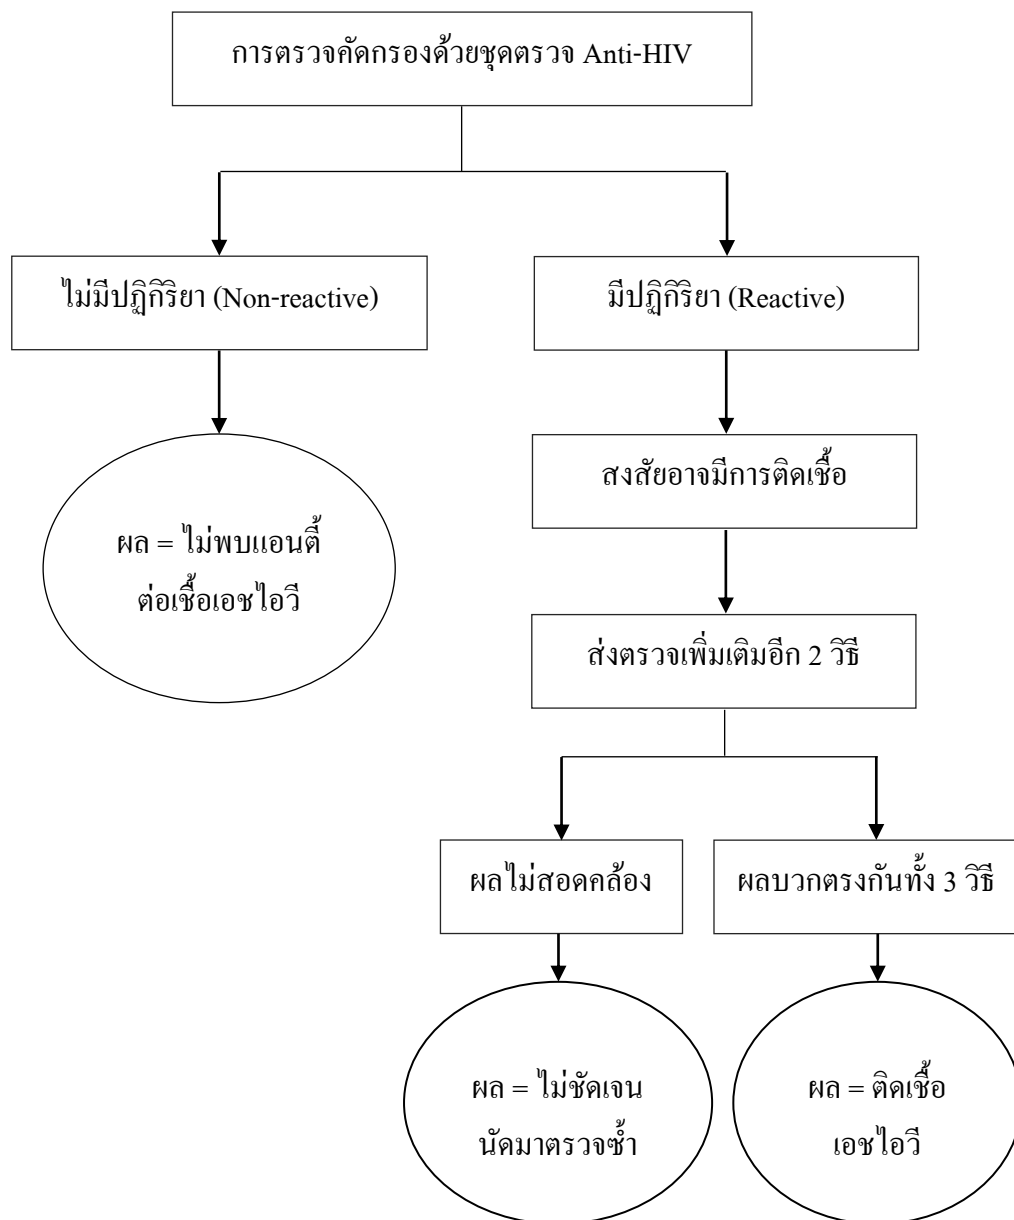 การตรวจคัดกรองด้วยชุดตรวจ Anti-HIV
ไม่มีปฏิกิริยา (Non-reactive)
มีปฏิกิริยา (Reactive)
สงสัยอาจมีการติดเชื้อ
ผล = ไม่พบแอนตี้
ต่อเชื้อเอชไอวี
ส่งตรวจเพิ่มเติมอีก 2 วิธี
ผลไม่สอดคล้อง
ผลบวกตรงกันทั้ง 3 วิธี
ผล = ไม่ชัดเจน
นัดมาตรวจซ้ำ
ผล = ติดเชื้อ
เอชไอวี